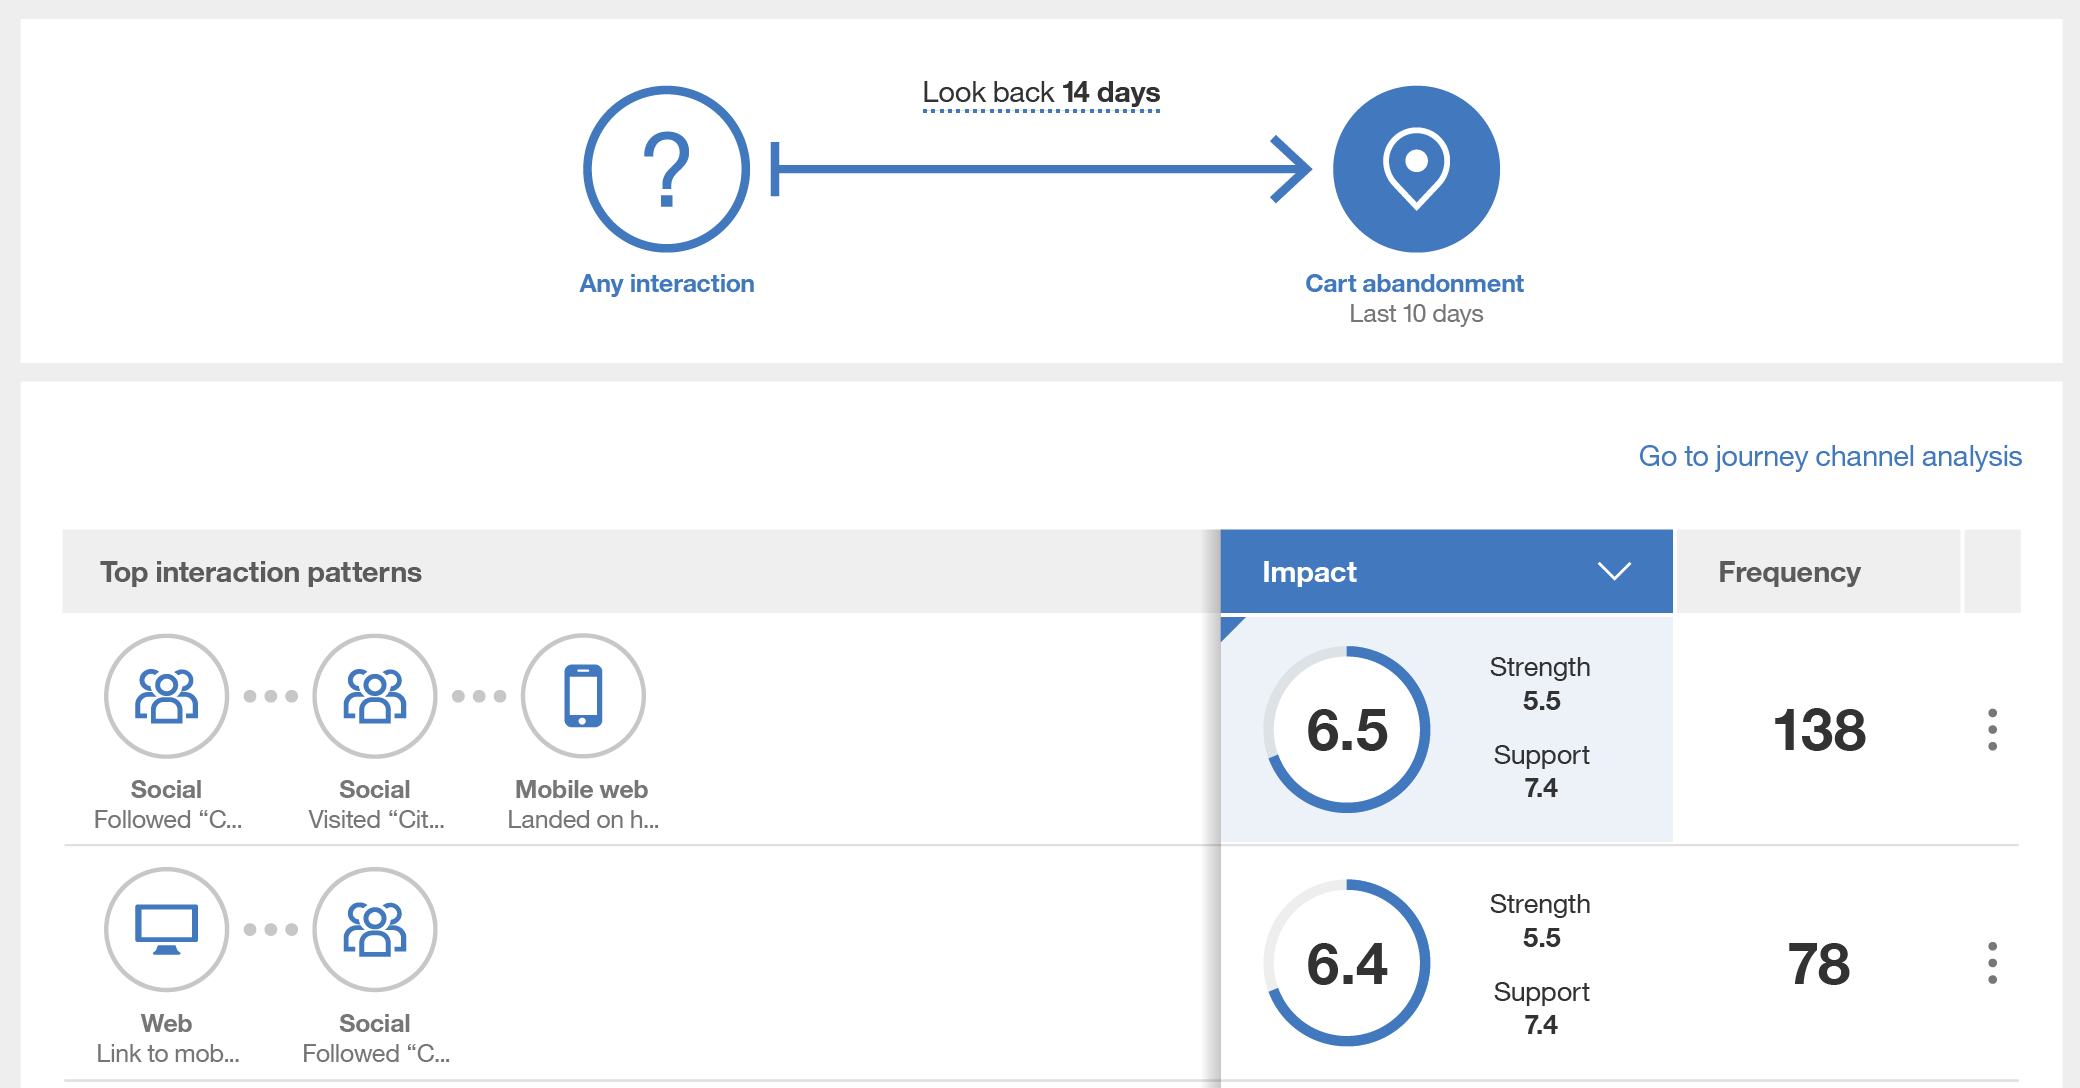 Look back 14 days
?
Any interaction
Cart abandonment
Last 10 days
Go to journey channel analysis
Top interaction patterns
Impact
Frequency
Social
Followed “C...
Social
Visited “Cit...
Mobile web
Landed on h...
6.5
Strength
5.5
Support
7.4
138
Web
Link to mob...
Social
Followed “C...
6.4
Strength
5.5
Support
7.4
78